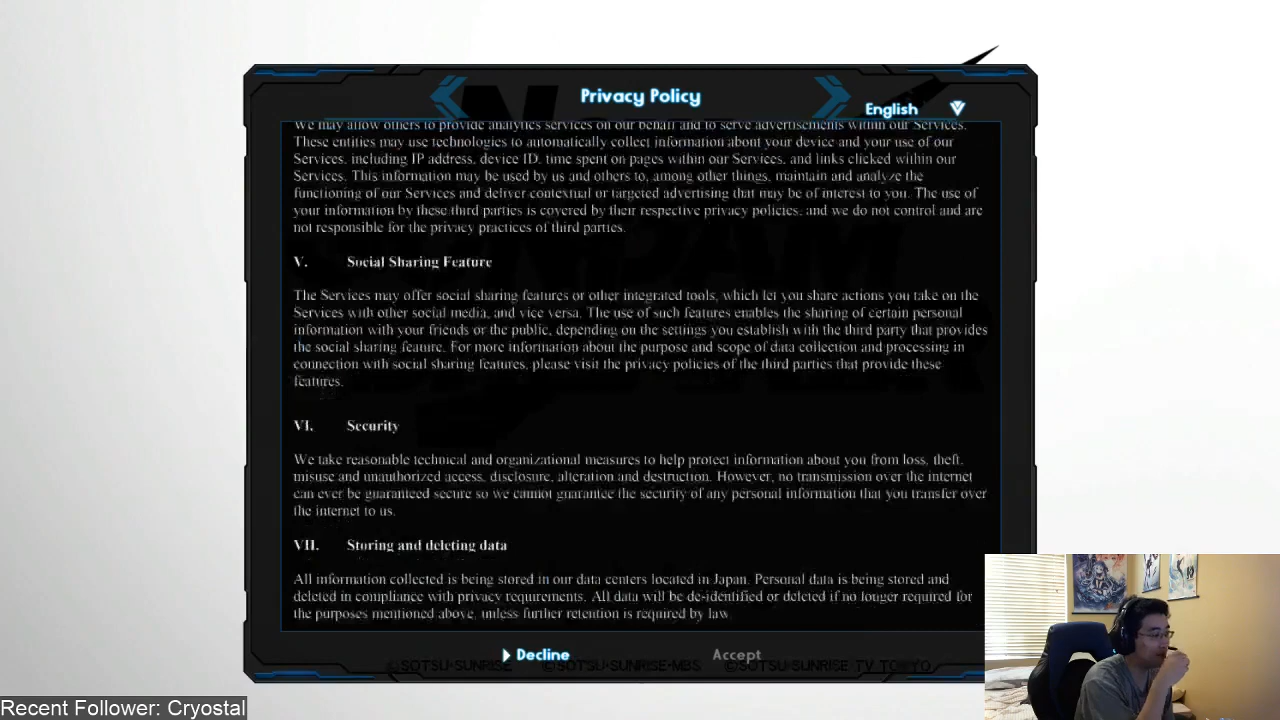 Privacy Policy
English
We may allow others to provide analytics services on our behalf and to serve advertisements within our Services.
These entities may use technologies to automatically collect information about your device and your use of our
Services, including IP address, device ID, time spent on pages within our Services, and links clicked within our
Services. This information may be used by us and others to, among other things, maintain and analyze the
functioning of our Services and deliver contextual or targeted advertising that may be of interest to you. The use of
your information by these third parties is covered by their respective privacy policies, and we do not control and are
not responsible for the privacy practices of third parties.
V. Social Sharing Feature
The Services may offer social sharing features or other integrated tools, which let you share actions you take on the
Services with other social media, and vice versa. The use of such features enables the sharing of certain personal
information with your friends or the public, depending on the settings you establish with the third party that provides
the social sharing feature. For more information about the purpose and scope of data collection and processing in
connection with social sharing features, please visit the privacy policies of the third parties that provide these
features.
VI. Security
We take reasonable technical and organizational measures to help protect information about you from loss, theft,
misuse and unauthorized access, disclosure, alteration and destruction. However, no transmission over the internet
can ever be guaranteed secure so we cannot guarantee the security of any personal information that you transfer over
the internet to us.
VII. Storing and deleting data
All information collected is being stored in our data centers located in Japan. Personal data is being stored and
deleted in compliance with privacy requirements. All data will be de-identified or deleted if no longer required for
the purposes mentioned above, unless further retention is required by law
Decline
Accept
©SOTSU·SUNRISE ©SOTSU·SUNRISE·MBS ©SOTSU·SUNRISE·TV TOKYO
Recent Follower: Cryostal